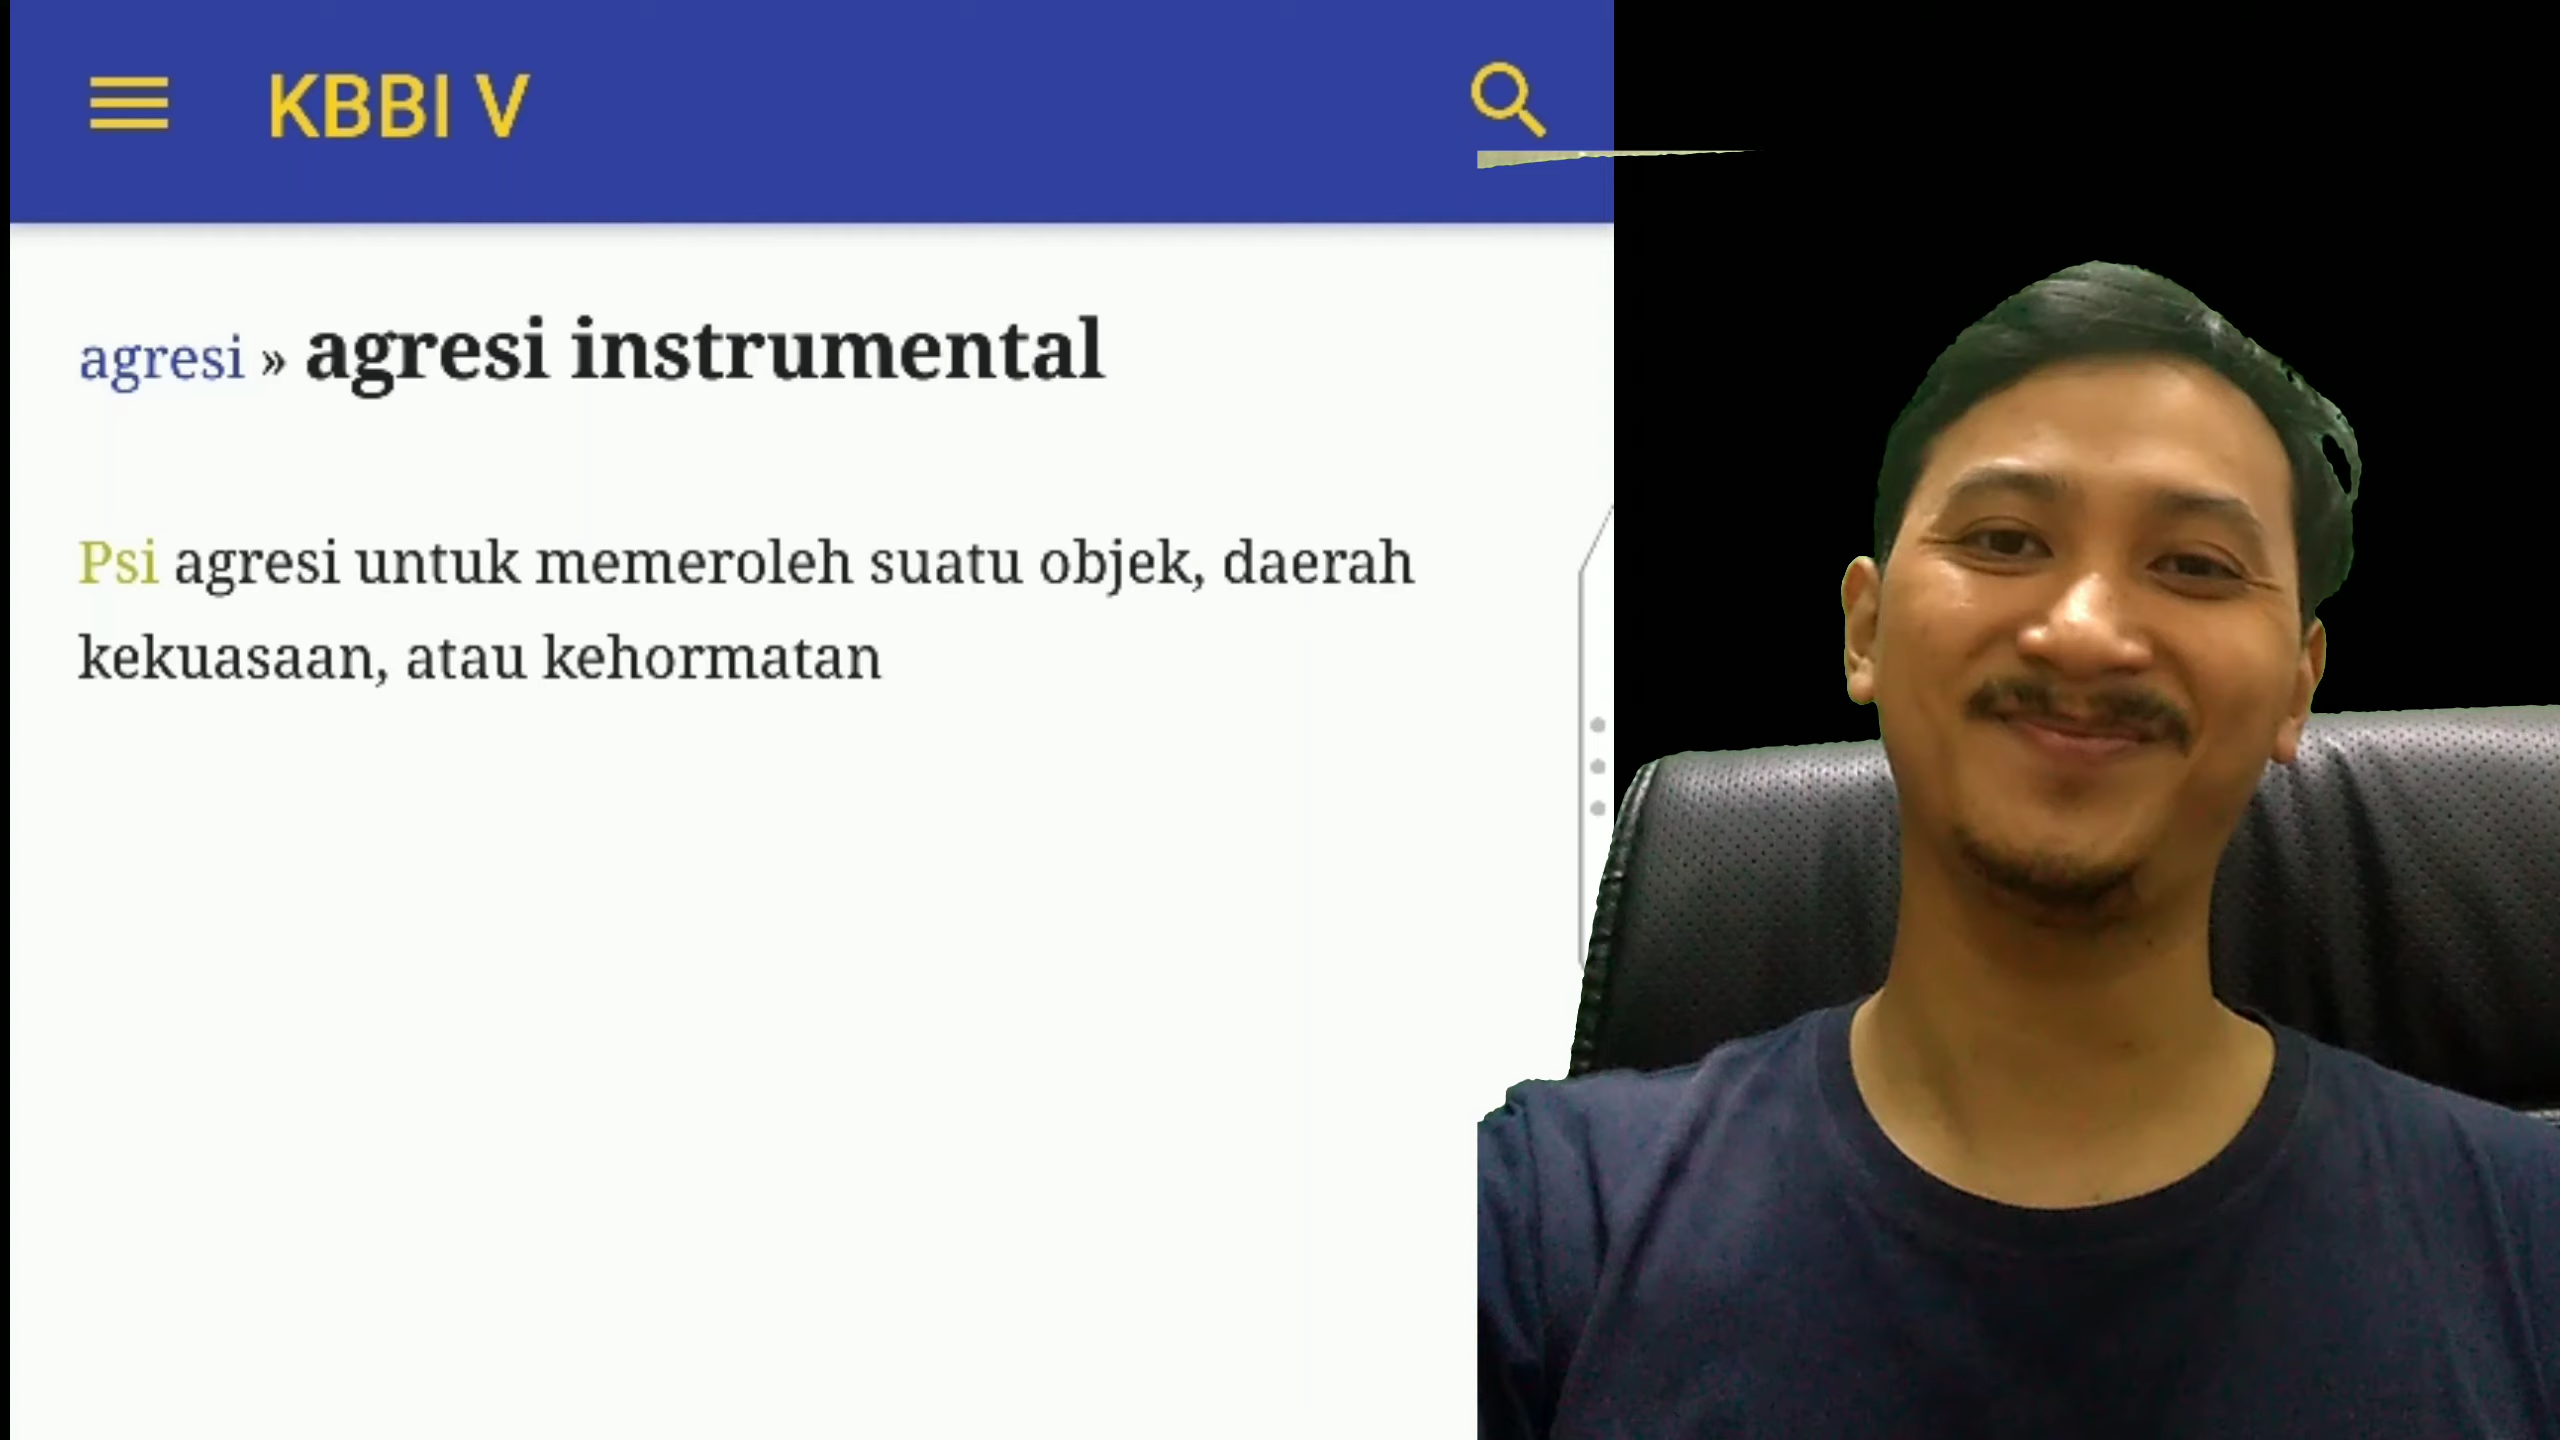 KBBI V
agresi » agresi instrumental
Psi agresi untuk memeroleh suatu objek, daerah
kekuasaan, atau kehormatan